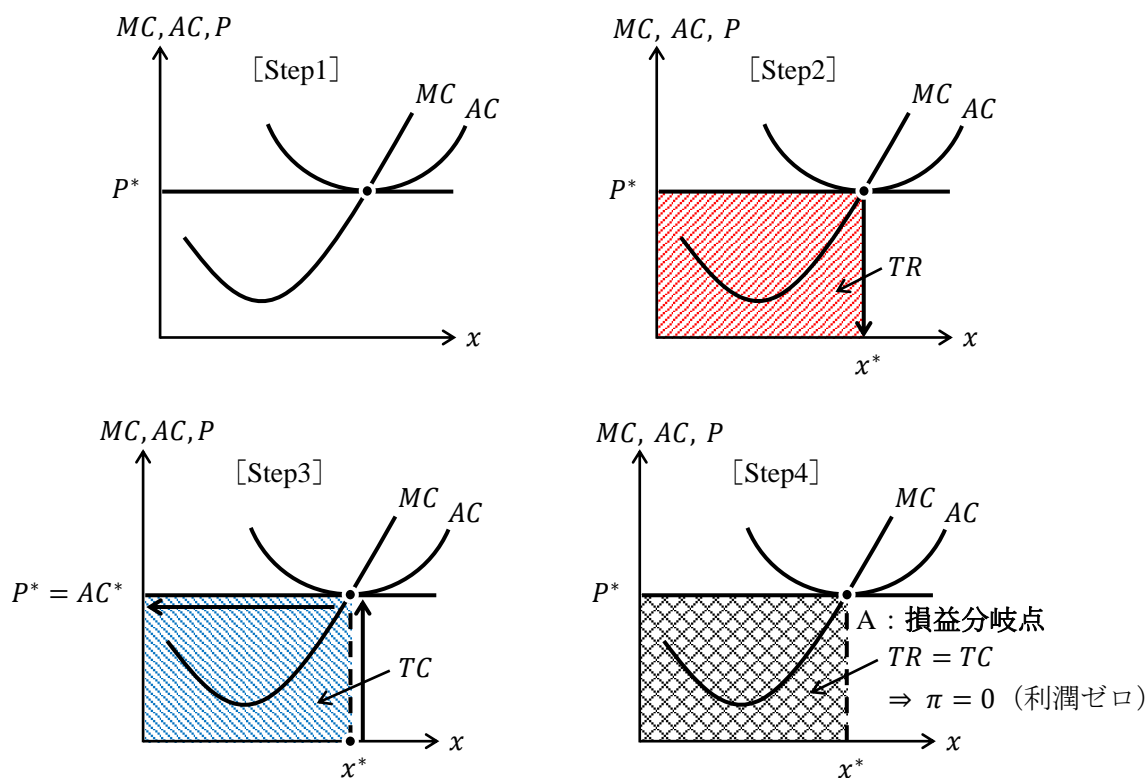 MC, AC, P
［Step1］
MC
AC
P*
x
MC, AC, P
［Step2］
MC
AC
P*
TR
x
x*
MC, AC, P
［Step3］
MC
AC
P* = AC*
TC
x
x*
MC, AC, P
［Step4］
MC
AC
P*
A：損益分岐点
TR = TC
⇒ π = 0（利潤ゼロ）
x
x*